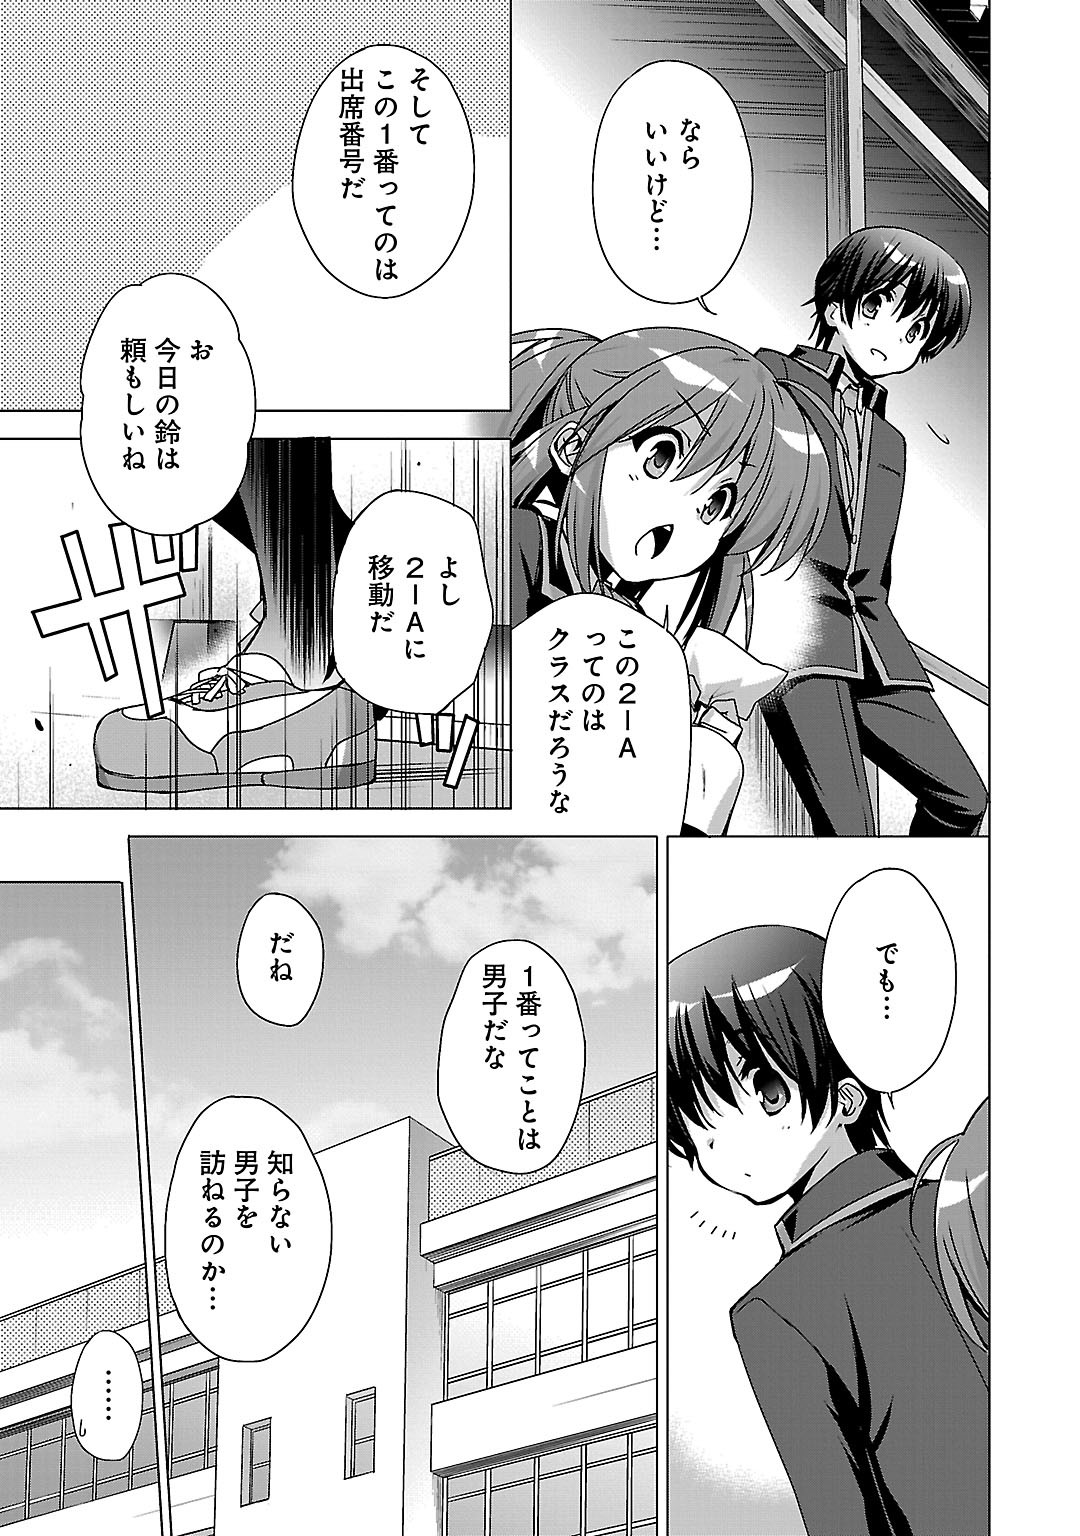 なら
いいけど…
この2-A
ってのは
クラスだろうな
そして
この1番ってのは
出席番号だ
お
今日の鈴は
頼もしいね
よし
2-Aに
移動だ
ザッ
でも…
1番ってことは
男子だな
だね
知らない
男子を
訪ねるのか…
……